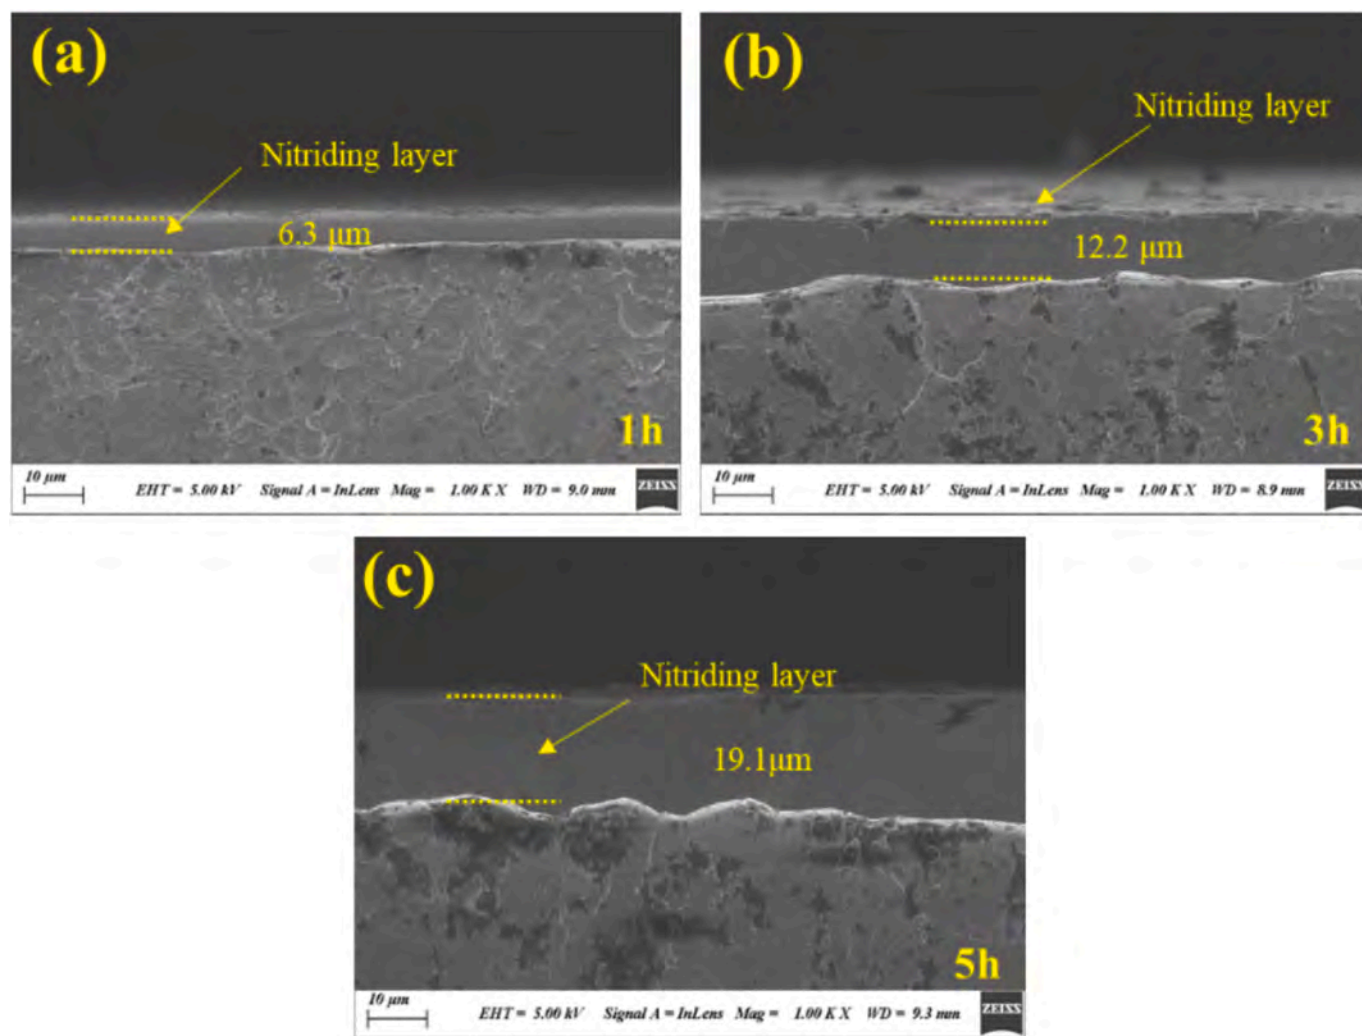 (a)
Nitriding layer
6.3 μm
1h
10 μm
EHT = 5.00 kV Signal A = InLens Mag = 1.00 K X WD = 9.0 mm
ZEISS
(b)
Nitriding layer
12.2 μm
3h
10 μm
EHT = 5.00 kV Signal A = InLens Mag = 1.00 K X WD = 8.9 mm
ZEISS
(c)
Nitriding layer
19.1μm
5h
10 μm
EHT = 5.00 kV Signal A = InLens Mag = 1.00 K X WD = 9.3 mm
ZEISS